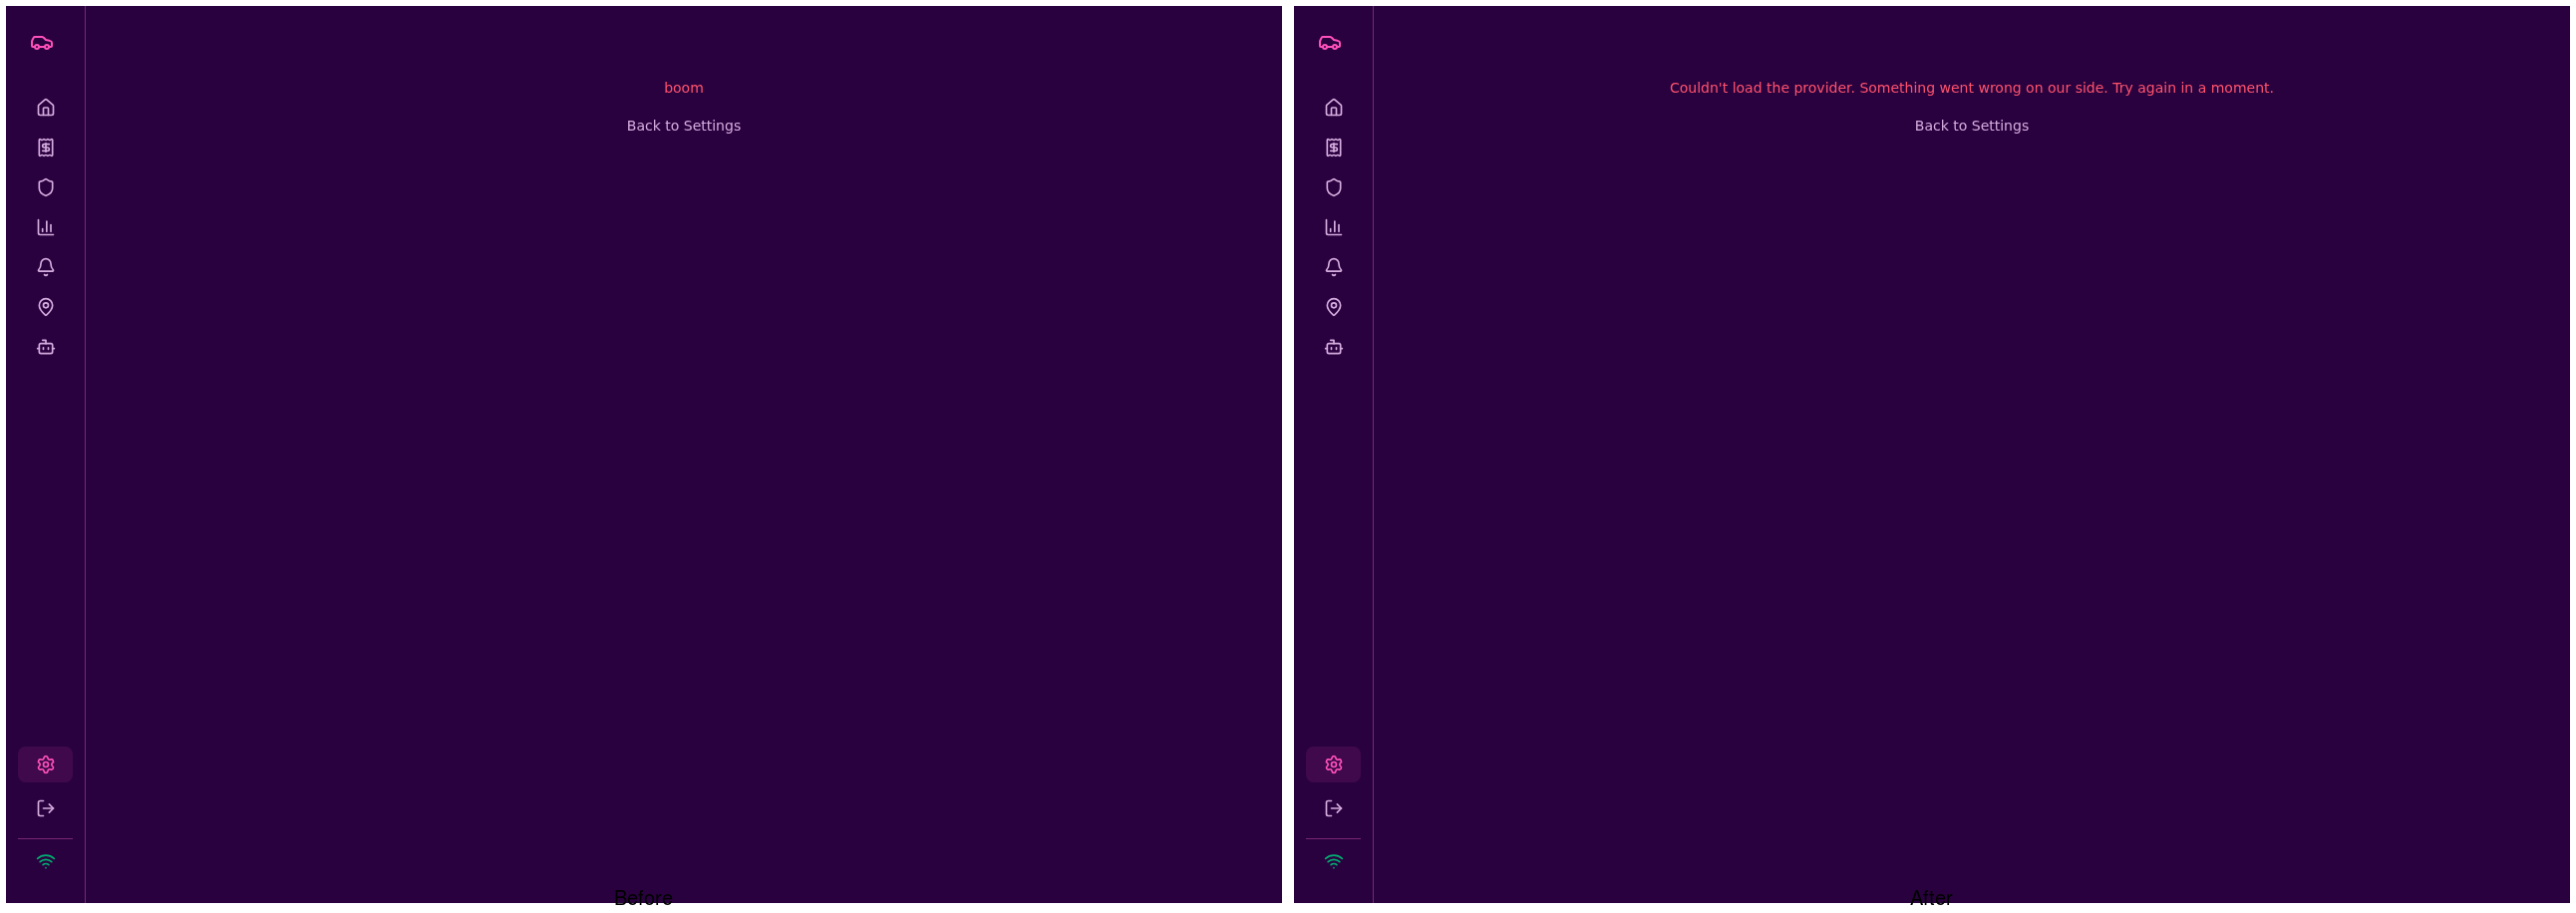 boom
Back to Settings
Before
Couldn't load the provider. Something went wrong on our side. Try again in a moment.
Back to Settings
After